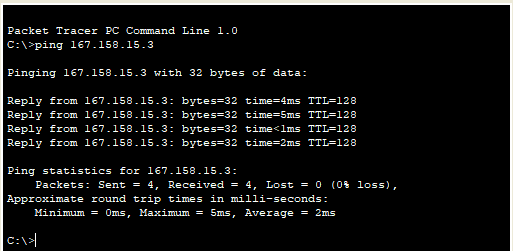 Packet Tracer PC Command Line 1.0
C:\>ping 167.158.15.3
Pinging 167.158.15.3 with 32 bytes of data:
Reply from 167.158.15.3: bytes=32 time=4ms TTL=128
Reply from 167.158.15.3: bytes=32 time=5ms TTL=128
Reply from 167.158.15.3: bytes=32 time<1ms TTL=128
Reply from 167.158.15.3: bytes=32 time=2ms TTL=128
Ping statistics for 167.158.15.3:
    Packets: Sent = 4, Received = 4, Lost = 0 (0% loss),
Approximate round trip times in milli-seconds:
    Minimum = 0ms, Maximum = 5ms, Average = 2ms
C:\>